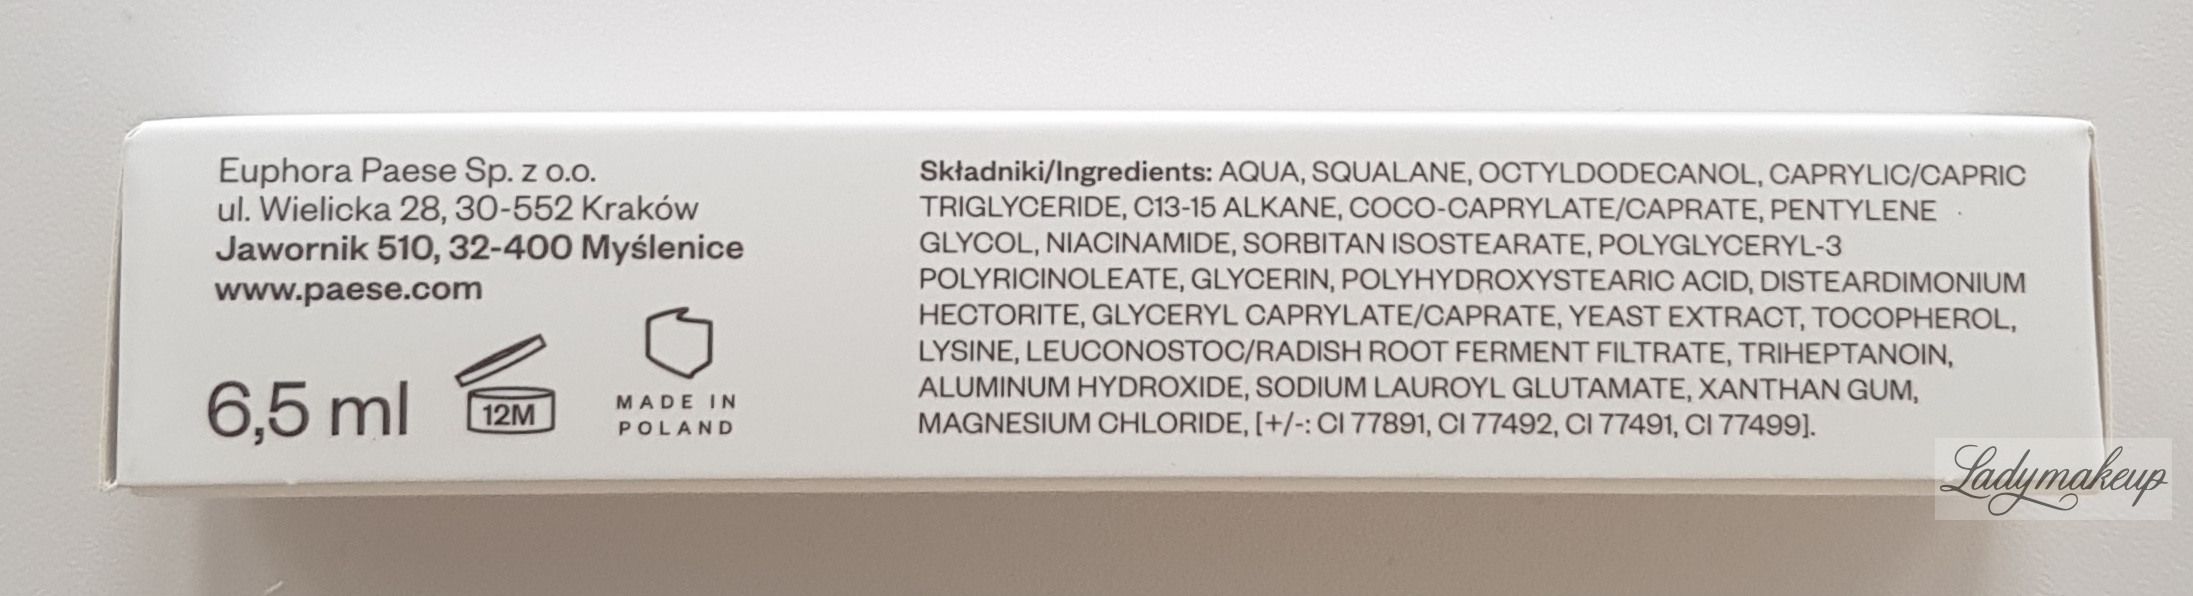 Euphora Paese Sp. z o.o.
ul. Wielicka 28, 30-552 Kraków
Jawornik 510, 32-400 Myślenice
www.paese.com
6,5 ml
12M
MADE IN
POLAND
Składniki/Ingredients: AQUA, SQUALANE, OCTYLDODECANOL, CAPRYLIC/CAPRIC
TRIGLYCERIDE, C13-15 ALKANE, COCO-CAPRYLATE/CAPRATE, PENTYLENE
GLYCOL, NIACINAMIDE, SORBITAN ISOSTEARATE, POLYGLYCERYL-3
POLYRICINOLEATE, GLYCERIN, POLYHYDROXYSTEARIC ACID, DISTEARDIMONIUM
HECTORITE, GLYCERYL CAPRYLATE/CAPRATE, YEAST EXTRACT, TOCOPHEROL,
LYSINE, LEUCONOSTOC/RADISH ROOT FERMENT FILTRATE, TRIHEPTANOIN,
ALUMINUM HYDROXIDE, SODIUM LAUROYL GLUTAMATE, XANTHAN GUM,
MAGNESIUM CHLORIDE, [+/-: CI 77891, CI 77492, CI 77491, CI 77499].
Ladymakeup